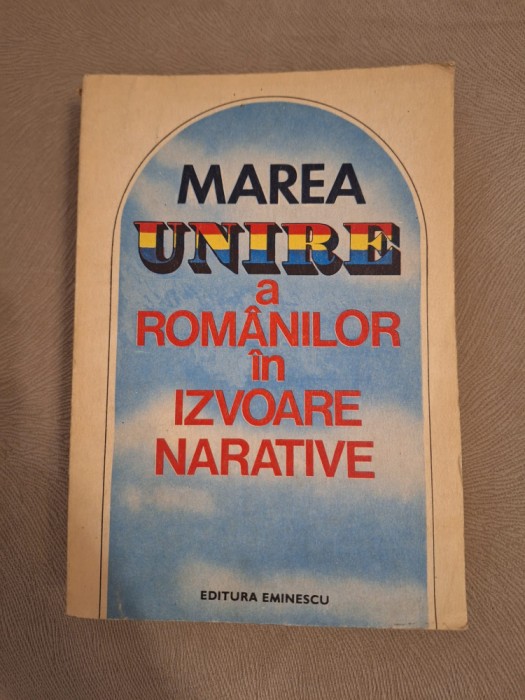 MAREA
UNIRE
a
ROMÂNILOR
în
IZVOARE
NARATIVE
EDITURA EMINESCU